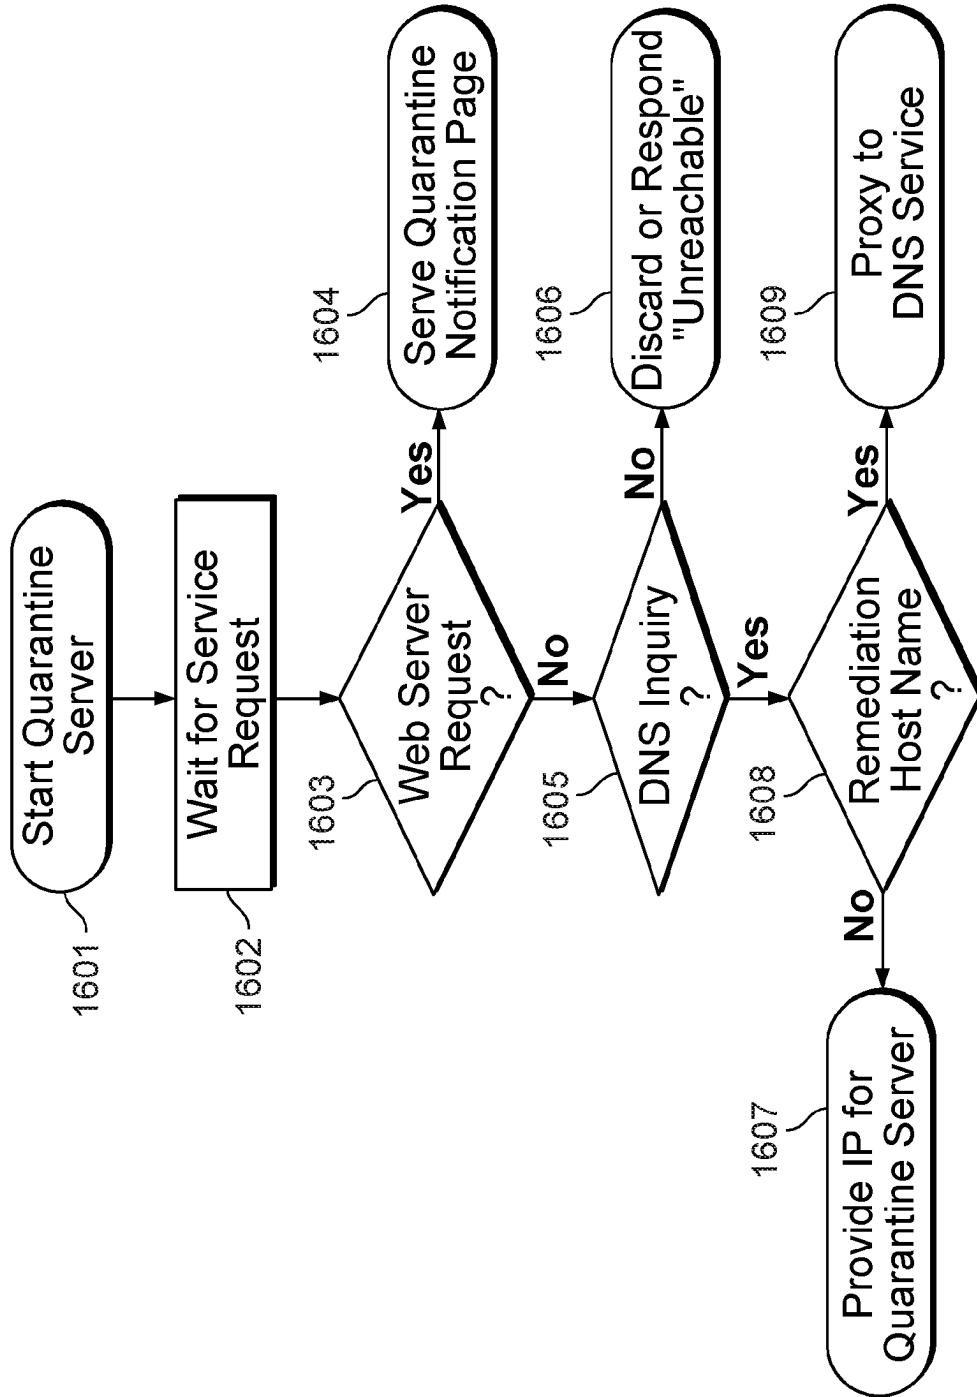 1601
Start Quarantine
Server
1602
Wait for Service
Request
1603
Web Server
Request
?
Yes
1604
Serve Quarantine
Notification Page
No
1605
DNS Inquiry
?
No
1606
Discard or Respond
"Unreachable"
Yes
1608
Remediation
Host Name
?
Yes
1609
Proxy to
DNS Service
No
1607
Provide IP for
Quarantine Server